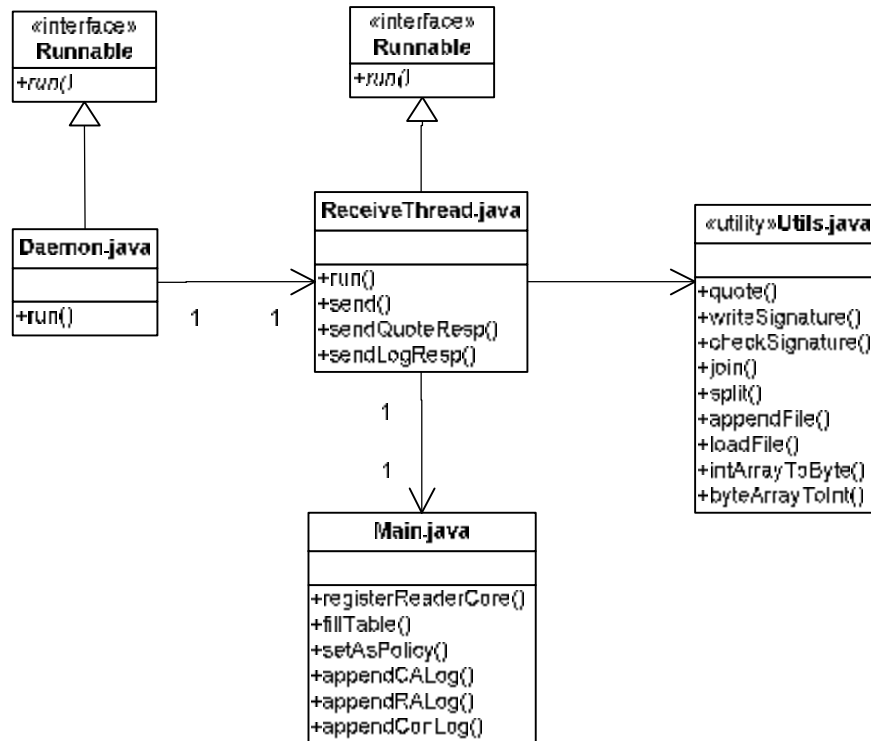 «interface»
Runnable
+run()
«interface»
Runnable
+run()
Daemon.java
+run()
1 1
ReceiveThread.java
+run()
+send()
+sendQuoteResp()
+sendLogResp()
«utility»Utils.java
+quote()
+writeSignature()
+checkSignature()
+join()
+split()
+appendFile()
+loadFile()
+intArrayToByte()
+byteArrayToInt()
1
1
Main.java
+registerReaderCore()
+fillTable()
+setAsPolicy()
+appendCALog()
+appendRALog()
+appendConLog()